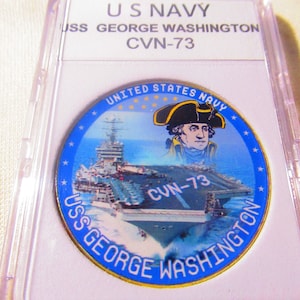 U S NAVY
USS GEORGE WASHINGTON
CVN-73
UNITED STATES NAVY
CVN-73
USS GEORGE WASHINGTON